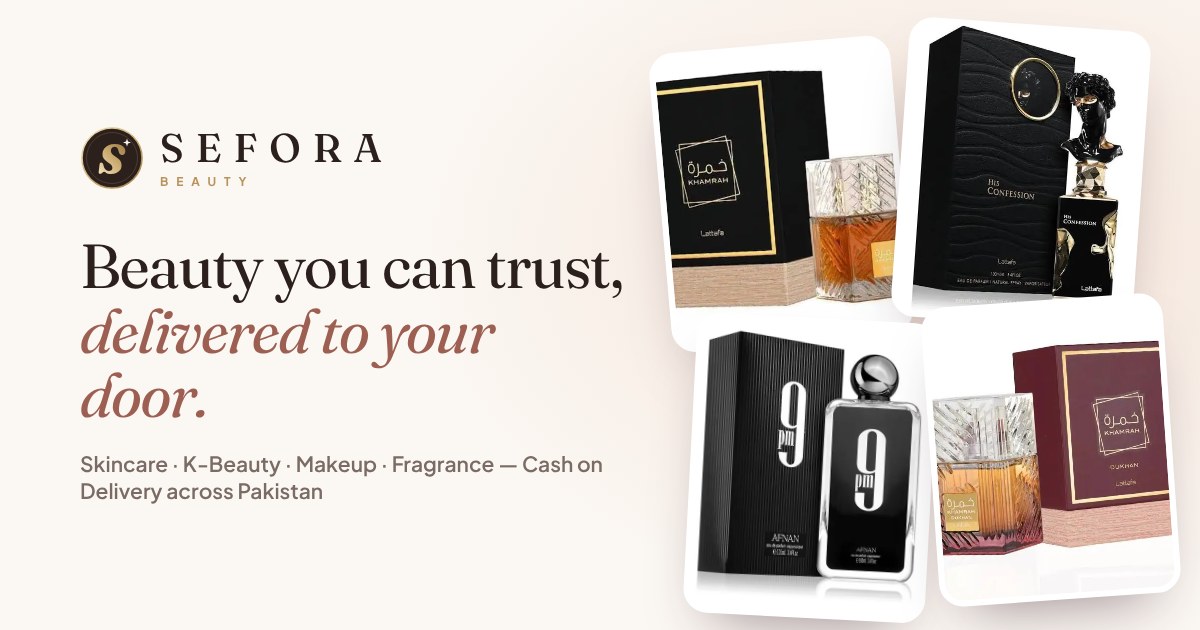 S
SEFORA
BEAUTY
Beauty you can trust,
delivered to your
door.
Skincare · K-Beauty · Makeup · Fragrance — Cash on
Delivery across Pakistan
خمرة
KHAMRAH
Lattafa
His
Confession
Lattafa
His
Confession
Lattafa
9
pm
AFNAN
9
pm
AFNAN
خمرة
KHAMRAH
DUKHAN
Lattafa
خمرة
KHAMRAH